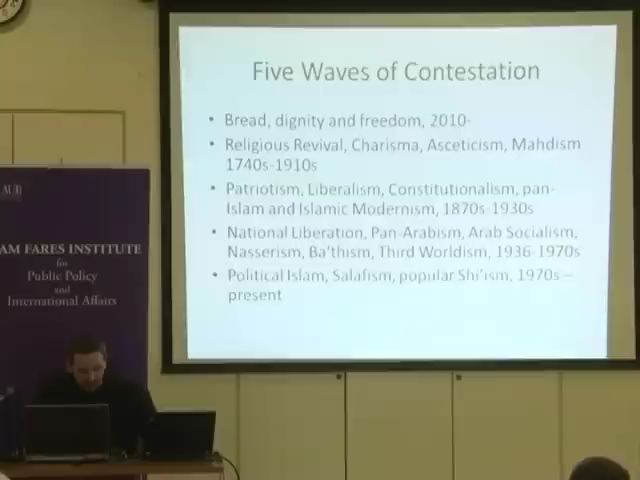 Five Waves of Contestation
• Bread, dignity and freedom, 2010-
• Religious Revival, Charisma, Asceticism, Mahdism
1740s-1910s
• Patriotism, Liberalism, Constitutionalism, pan-
Islam and Islamic Modernism, 1870s-1930s
• National Liberation, Pan-Arabism, Arab Socialism,
Nasserism, Ba'thism, Third Worldism, 1936-1970s
• Political Islam, Salafism, popular Shi'ism, 1970s –
present
AUB
AM FARES INSTITUTE
for
Public Policy
and
International Affairs